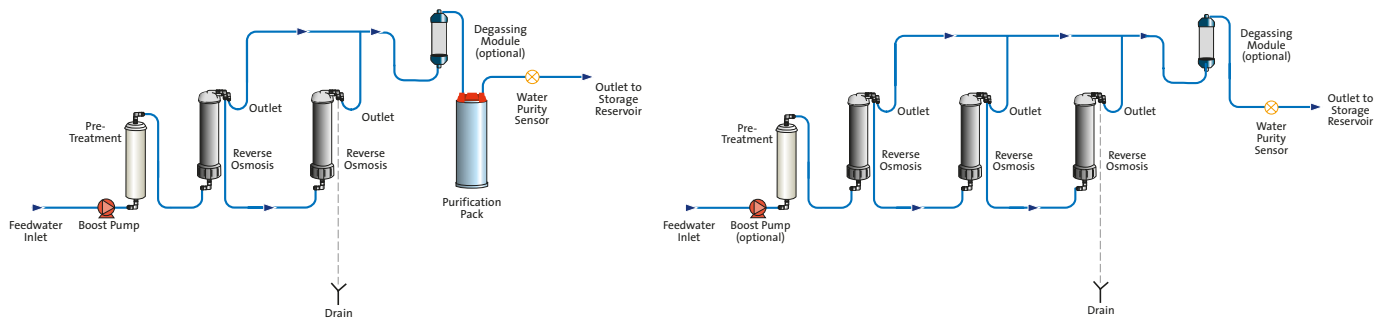 Degassing
Module
(optional)
Outlet to
Storage
Reservoir
Water
Purity
Sensor
Outlet
Outlet
Pre-
Treatment
Reverse
Osmosis
Reverse
Osmosis
Purification
Pack
Feedwater
Inlet
Boost Pump
Drain
Degassing
Module
(optional)
Outlet to
Storage
Reservoir
Water
Purity
Sensor
Outlet
Outlet
Outlet
Pre-
Treatment
Reverse
Osmosis
Reverse
Osmosis
Reverse
Osmosis
Feedwater
Inlet
Boost Pump
(optional)
Drain